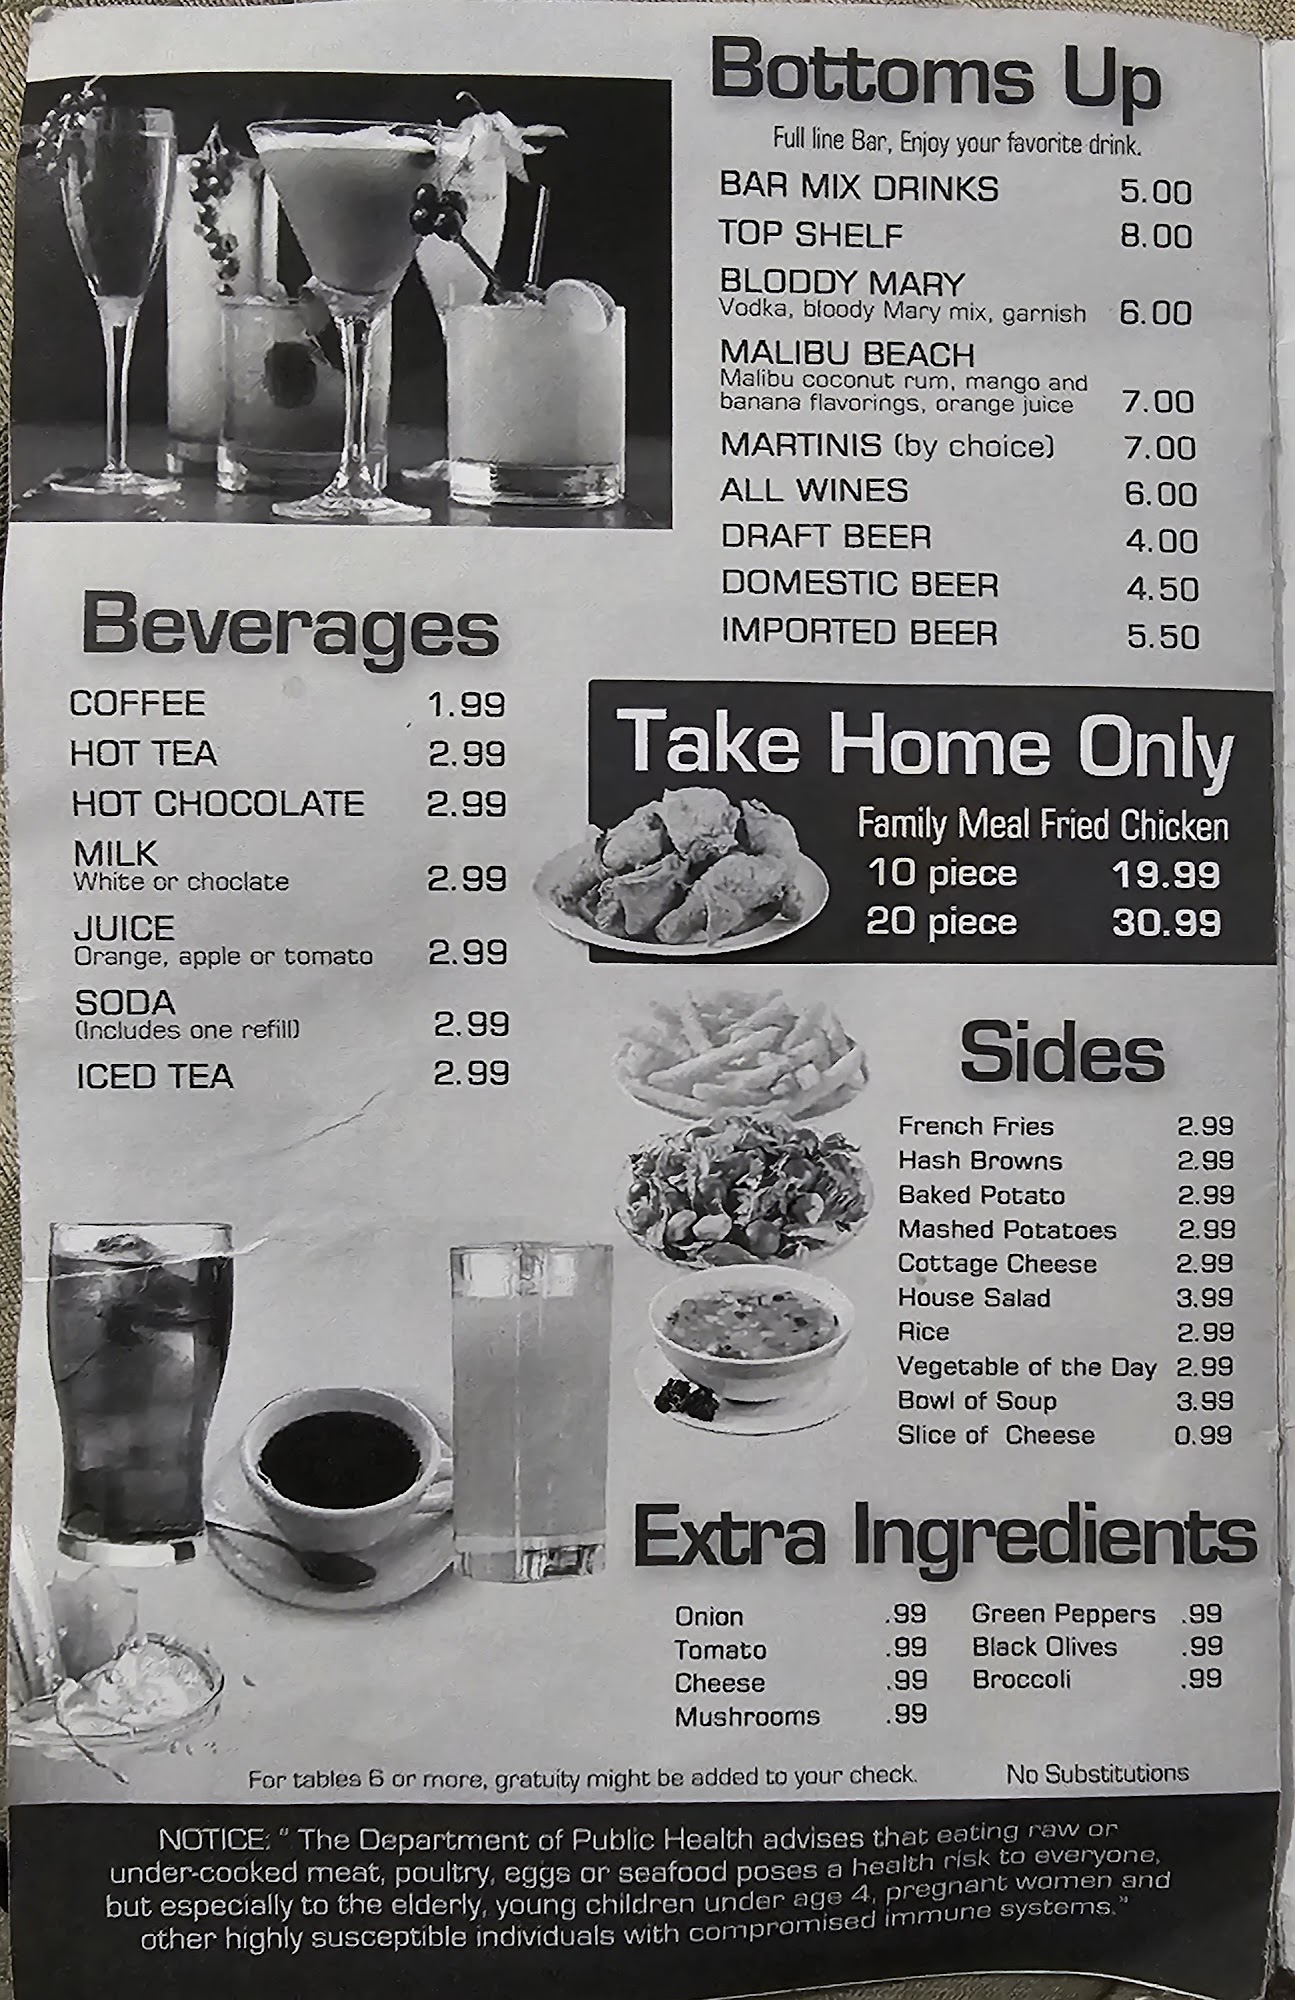 Bottoms Up
Full line Bar, Enjoy your favorite drink.
BAR MIX DRINKS 5.00
TOP SHELF 8.00
BLODDY MARY
Vodka, bloody Mary mix, garnish 6.00
MALIBU BEACH
Malibu coconut rum, mango and
banana flavorings, orange juice 7.00
MARTINIS (by choice) 7.00
ALL WINES 6.00
DRAFT BEER 4.00
DOMESTIC BEER 4.50
IMPORTED BEER 5.50
Beverages
COFFEE 1.99
HOT TEA 2.99
HOT CHOCOLATE 2.99
MILK
White or choclate 2.99
JUICE
Orange, apple or tomato 2.99
SODA
(Includes one refill) 2.99
ICED TEA 2.99
Take Home Only
Family Meal Fried Chicken
10 piece 19.99
20 piece 30.99
Sides
French Fries 2.99
Hash Browns 2.99
Baked Potato 2.99
Mashed Potatoes 2.99
Cottage Cheese 2.99
House Salad 3.99
Rice 2.99
Vegetable of the Day 2.99
Bowl of Soup 3.99
Slice of Cheese 0.99
Extra Ingredients
Onion .99 Green Peppers .99
Tomato .99 Black Olives .99
Cheese .99 Broccoli .99
Mushrooms .99
For tables 6 or more, gratuity might be added to your check. No Substitutions
NOTICE: " The Department of Public Health advises that eating raw or
under-cooked meat, poultry, eggs or seafood poses a health risk to everyone,
but especially to the elderly, young children under age 4, pregnant women and
other highly susceptible individuals with compromised immune systems."